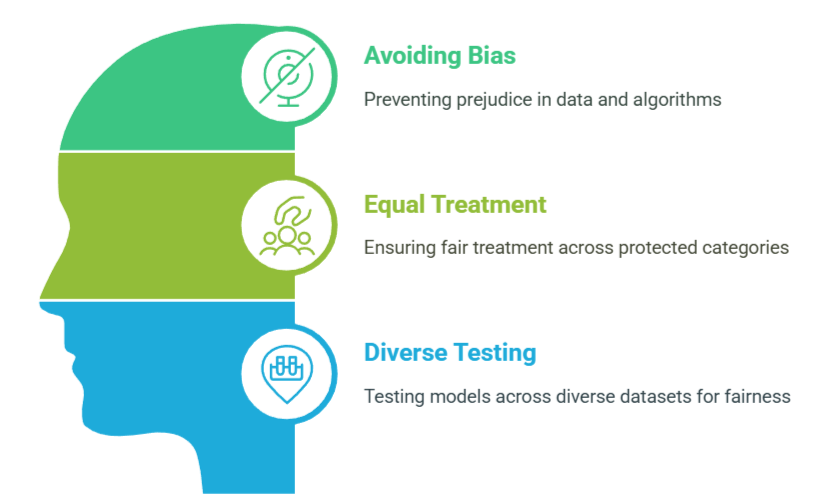 Avoiding Bias
Preventing prejudice in data and algorithms
Equal Treatment
Ensuring fair treatment across protected categories
Diverse Testing
Testing models across diverse datasets for fairness